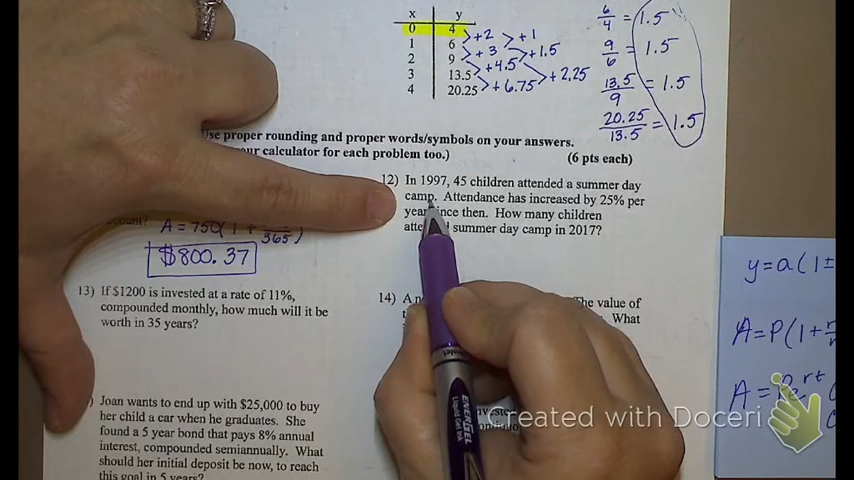 x y
0 4
1 6
2 9
3 13.5
4 20.25
+2
+3
+4.5
+6.75
+1
+1.5
+2.25
6/4 = 1.5
9/6 = 1.5
13.5/9 = 1.5
20.25/13.5 = 1.5
Use proper rounding and proper words/symbols on your answers.
your calculator for each problem too.) (6 pts each)
A = 750(1 + /365)
$800.37
12) In 1997, 45 children attended a summer day
camp. Attendance has increased by 25% per
year since then. How many children
summer day camp in 2017?
13) If $1200 is invested at a rate of 11%,
compounded monthly, how much will it be
worth in 35 years?
14) The value of
What
Joan wants to end up with $25,000 to buy
her child a car when he graduates. She
found a 5 year bond that pays 8% annual
interest, compounded semiannually. What
should her initial deposit be now, to reach
this goal in 5 years?
y=a(1±
A=P(1+
A = Pe^rt
ENERGEL
Liquid Gel Ink
Created with Doceri